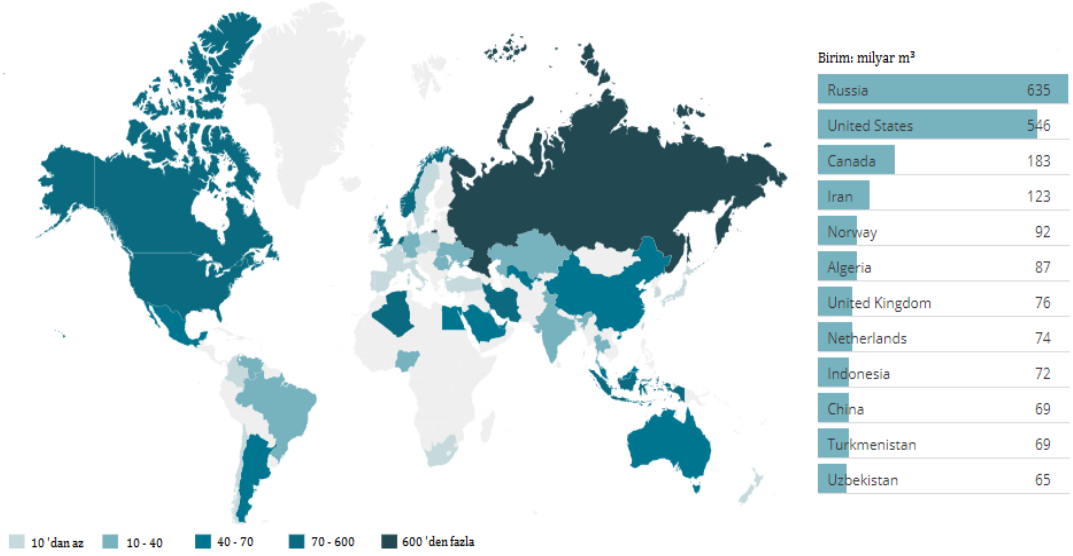 Birim: milyar m³
Russia 635
United States 546
Canada 183
Iran 123
Norway 92
Algeria 87
United Kingdom 76
Netherlands 74
Indonesia 72
China 69
Turkmenistan 69
Uzbekistan 65
10 'dan az 10 - 40 40 - 70 70 - 600 600 'den fazla